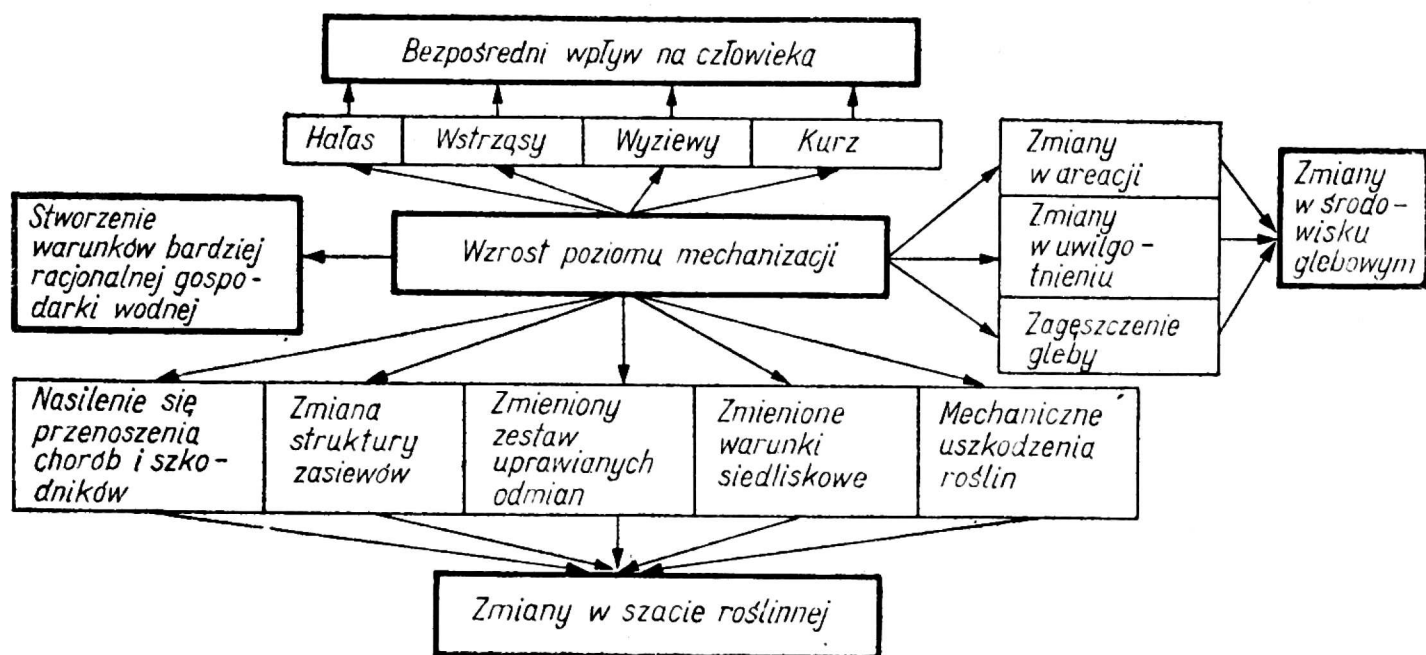 Bezpośredni wpływ na człowieka
Hałas
Wstrząsy
Wyziewy
Kurz
Zmiany
w areacji
Zmiany
w środo-
wisku
glebowym
Stworzenie
warunków bardziej
racjonalnej gospo-
darki wodnej
Wzrost poziomu mechanizacji
Zmiany
w uwilgo-
tnieniu
Zagęszczenie
gleby
Nasilenie się
przenoszenia
chorób i szko-
dników
Zmiana
struktury
zasiewów
Zmieniony
zestaw
uprawianych
odmian
Zmienione
warunki
siedliskowe
Mechaniczne
uszkodzenia
roślin
Zmiany w szacie roślinnej